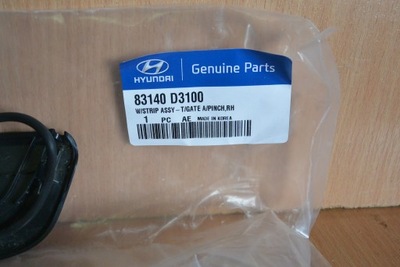 HYUNDAI
Genuine Parts
83140 D3100
W/STRIP ASSY-T/GATE A/PINCH,RH
1 PC AE MADE IN KOREA